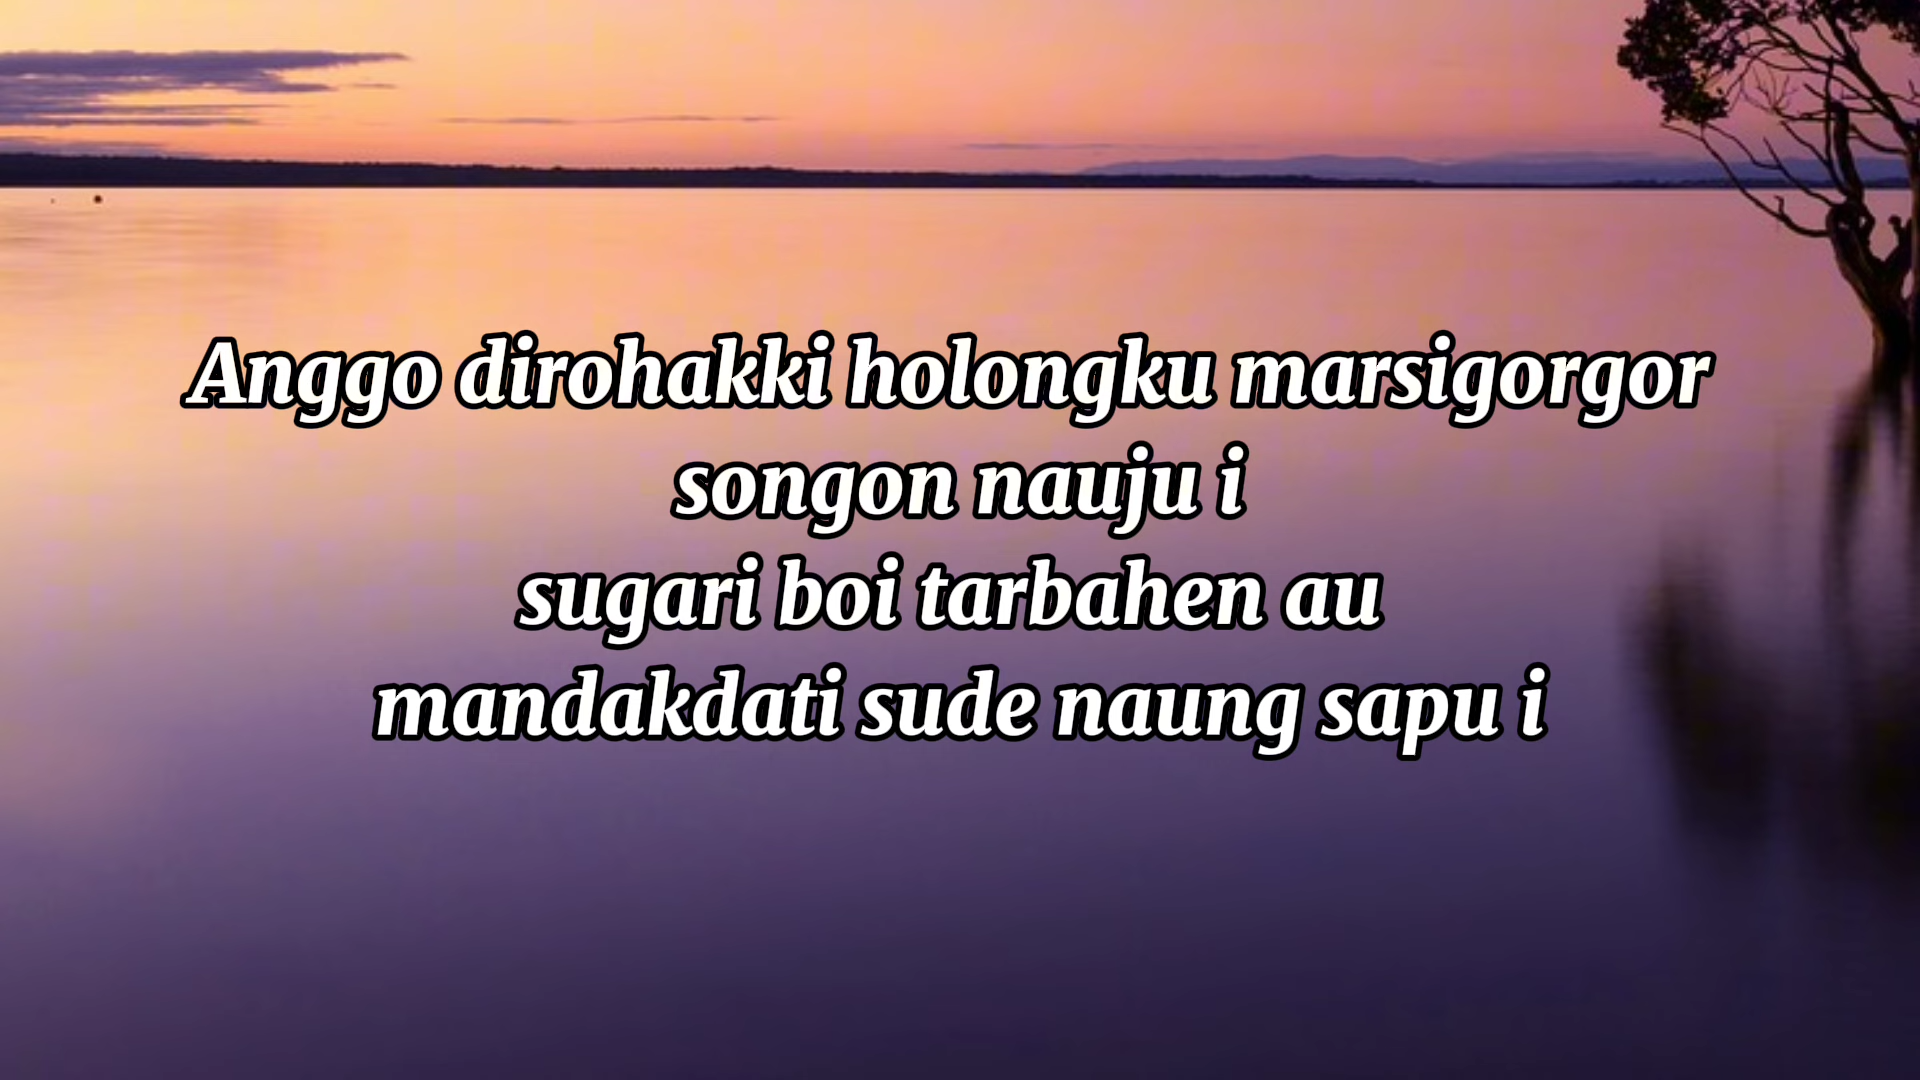 Anggo dirohakki holongku marsigorgor
songon nauju i
sugari boi tarbahen au
mandakdati sude naung sapu i